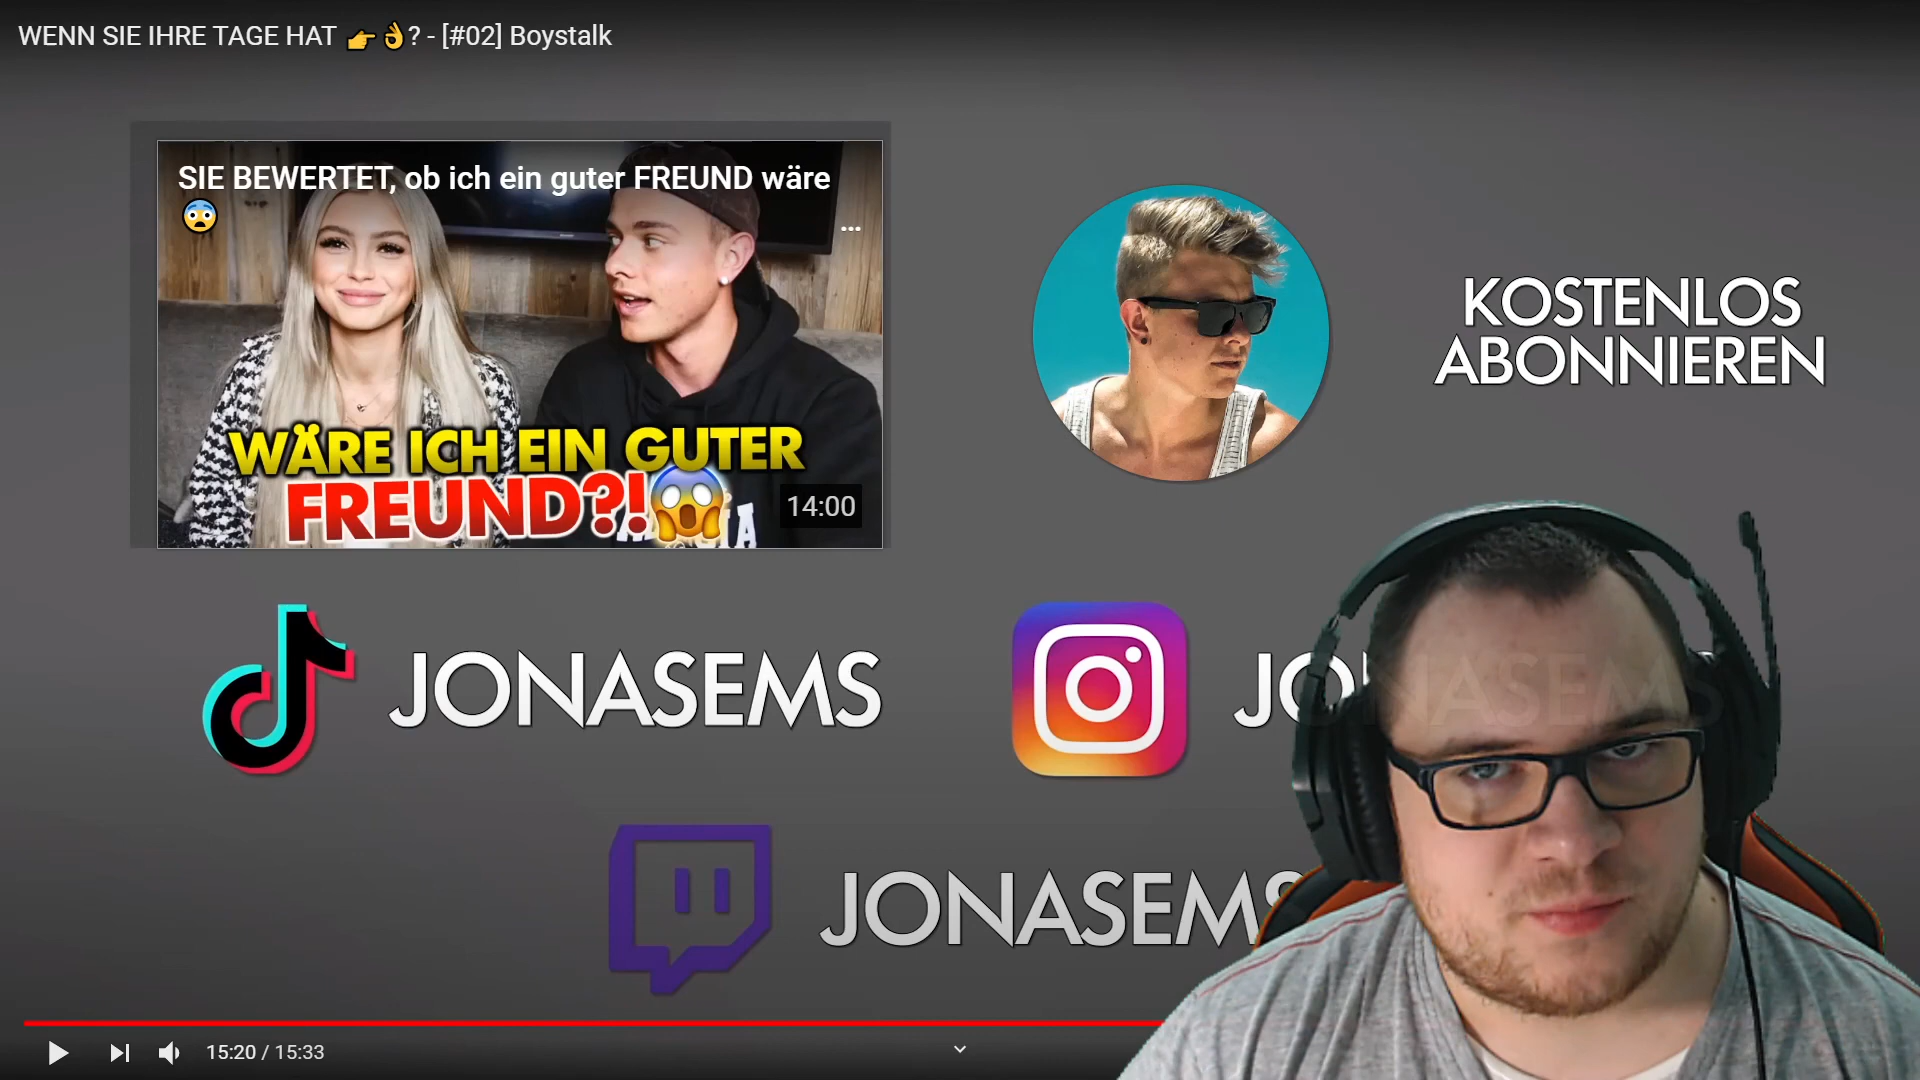 WENN SIE IHRE TAGE HAT 👉👌? - [#02] Boystalk
SIE BEWERTET, ob ich ein guter FREUND wäre
😨
WÄRE ICH EIN GUTER
FREUND?!😱
14:00
KOSTENLOS
ABONNIEREN
JONASEMS
JONASEMS
JONASEMS
15:20 / 15:33